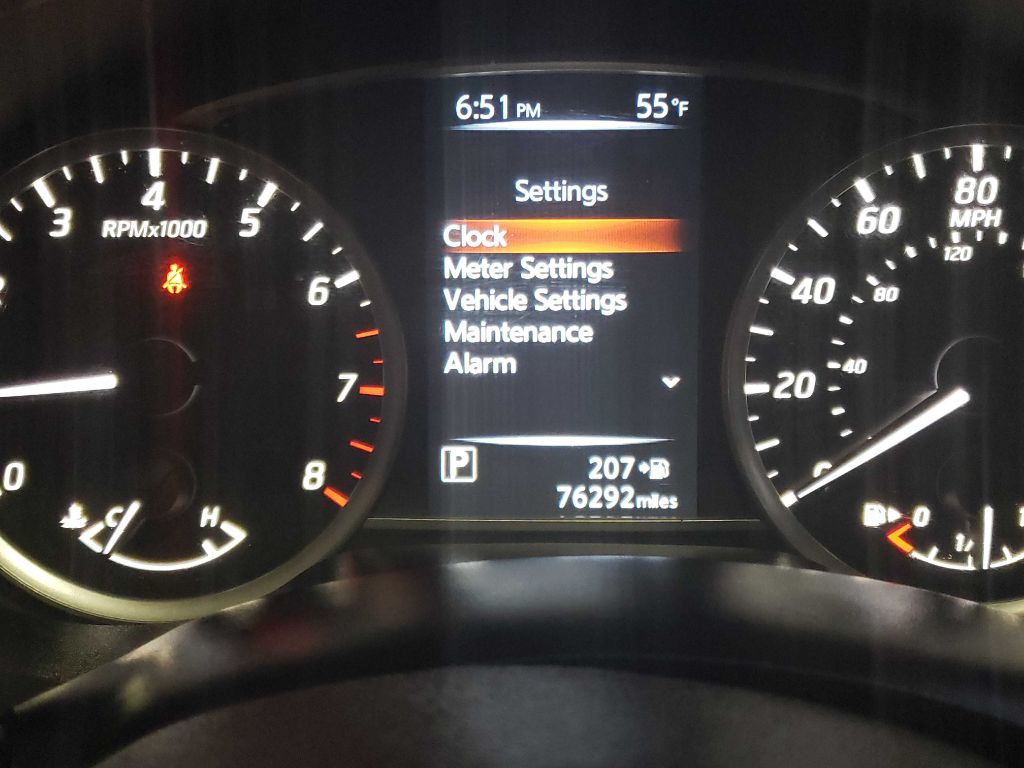 6:51 PM 55°F
Settings
Clock
Meter Settings
Vehicle Settings
Maintenance
Alarm
P 207
76292 miles
3 4 5 6 7 8
RPMx1000
0
C H
20 40 60 80
MPH
40 80 120
0